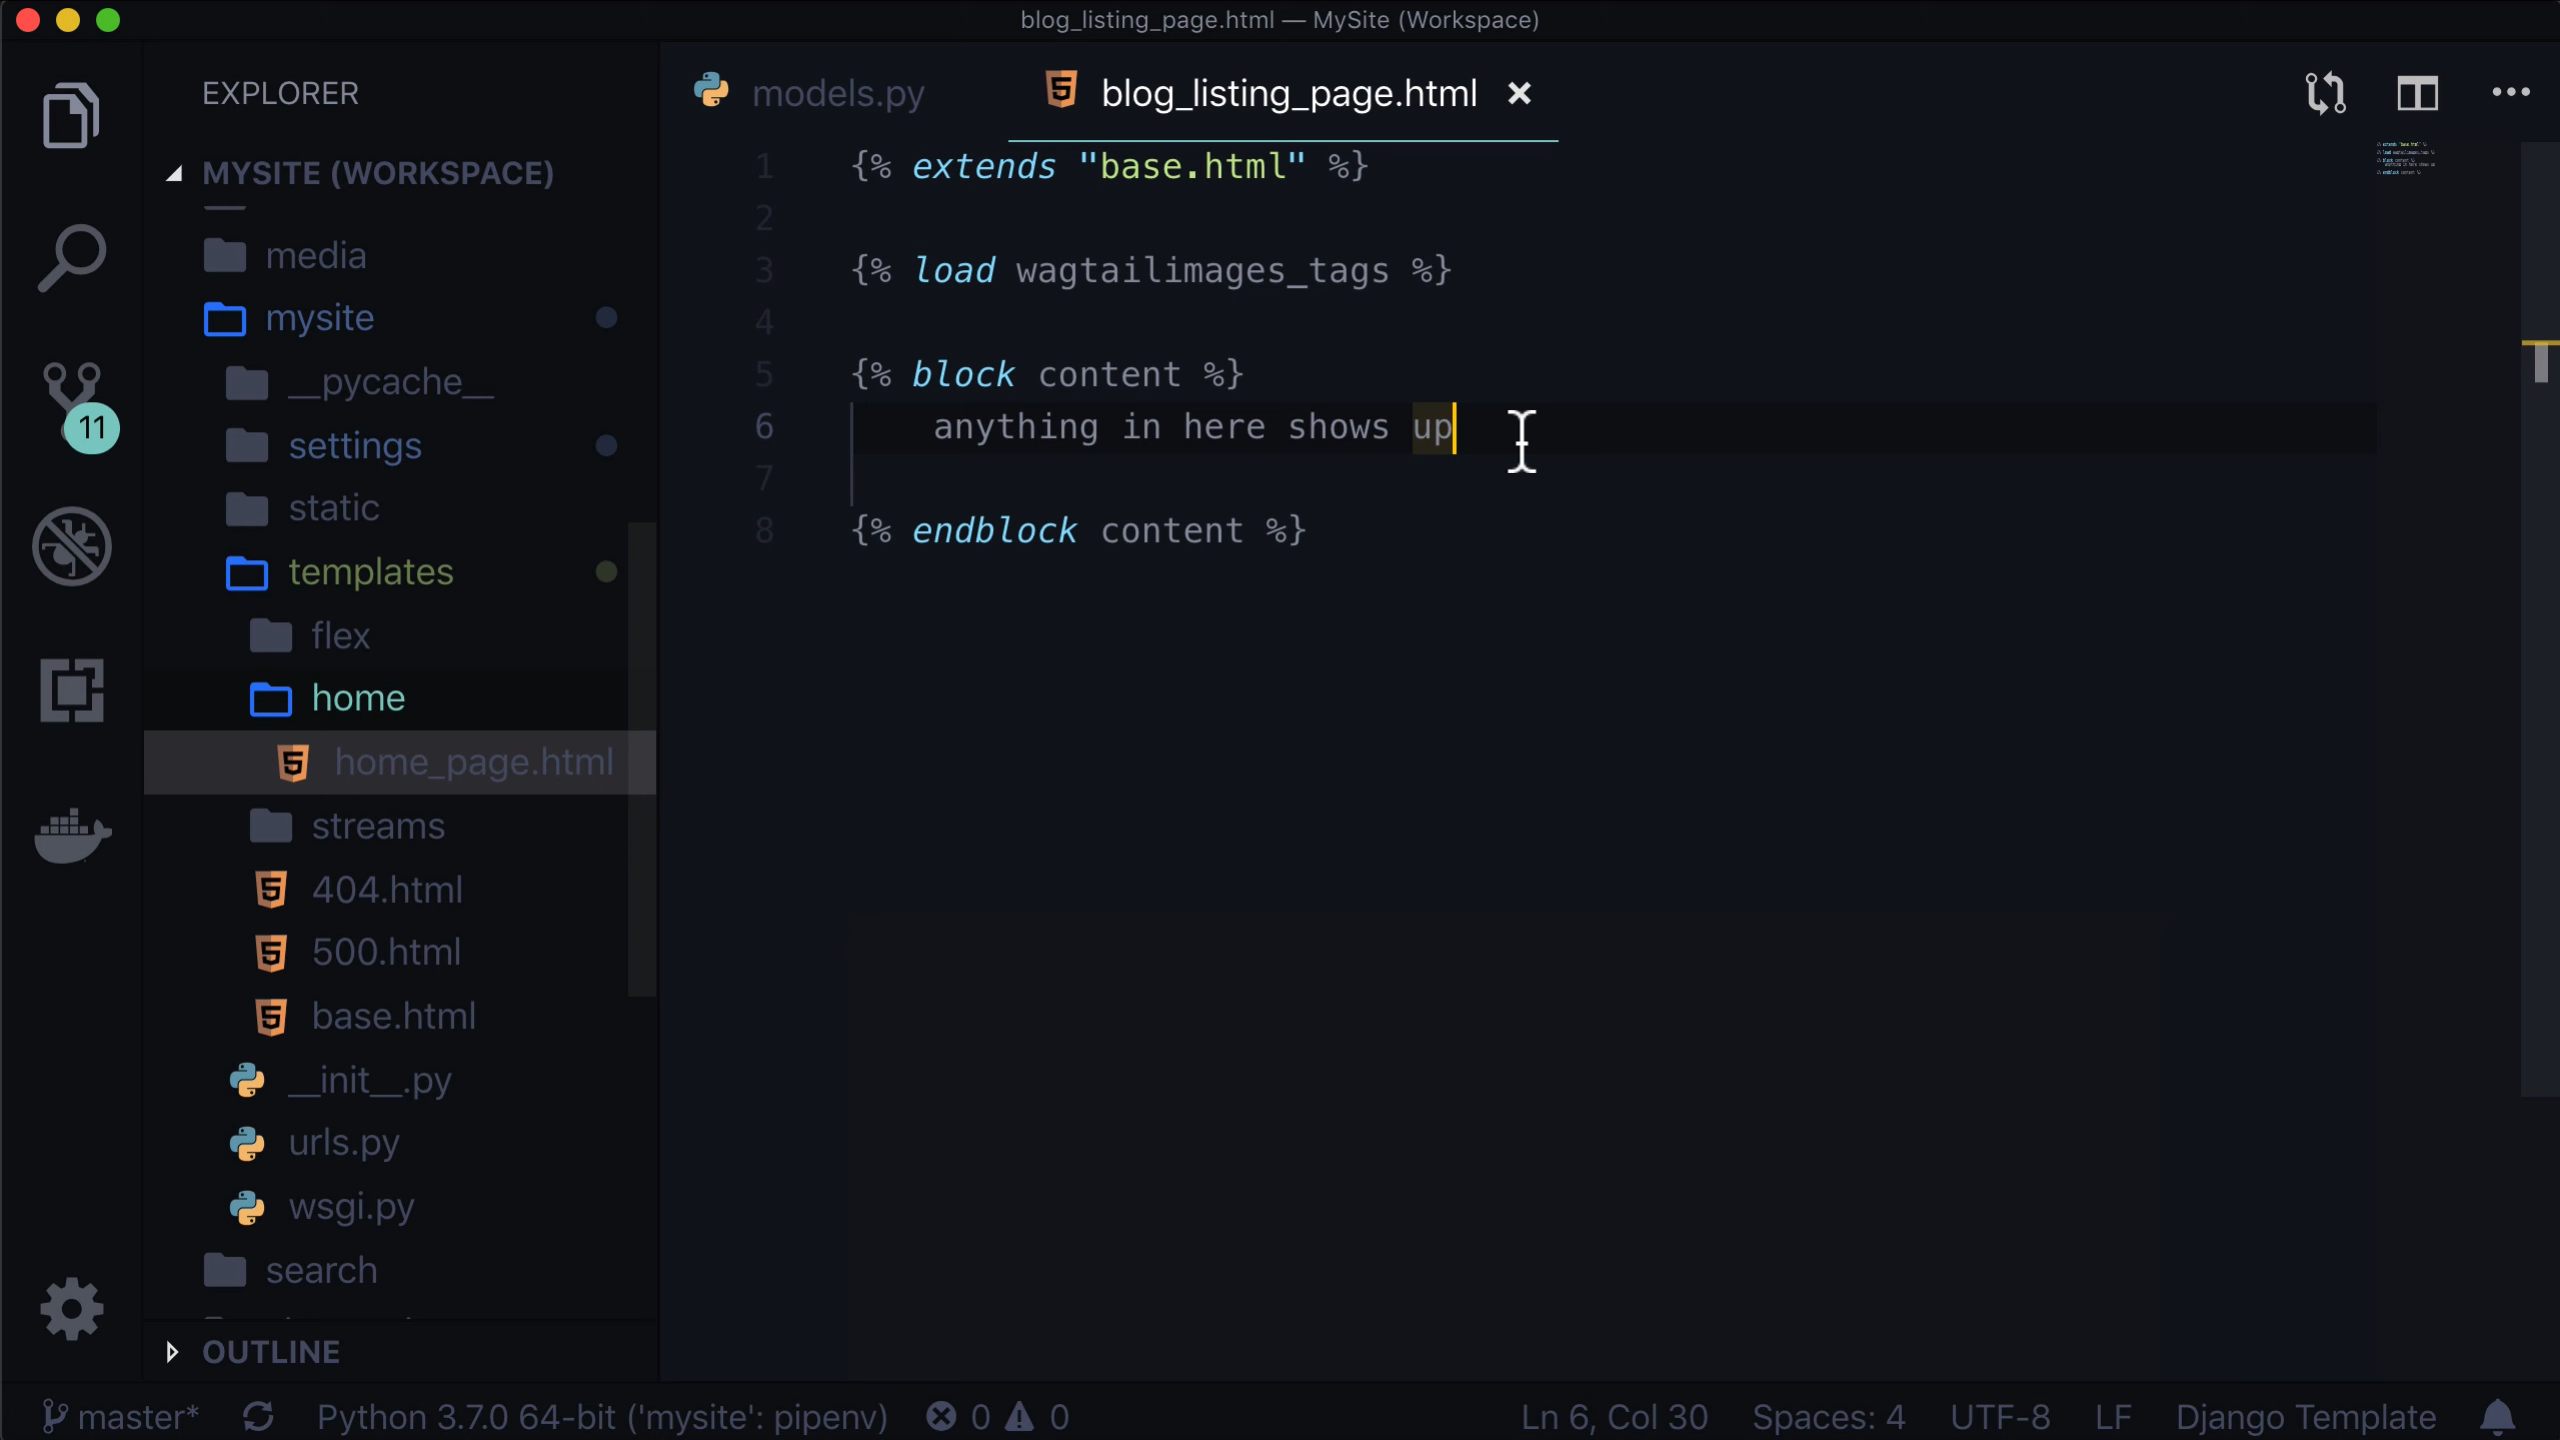 blog_listing_page.html — MySite (Workspace)
EXPLORER
MYSITE (WORKSPACE)
media
mysite
__pycache__
settings
static
templates
flex
home
home_page.html
streams
404.html
500.html
base.html
__init__.py
urls.py
wsgi.py
search
OUTLINE
11
models.py
blog_listing_page.html
1 {% extends "base.html" %}
2
3 {% load wagtailimages_tags %}
4
5 {% block content %}
6 anything in here shows up
7
8 {% endblock content %}
master* Python 3.7.0 64-bit ('mysite': pipenv) 0 0 Ln 6, Col 30 Spaces: 4 UTF-8 LF Django Template